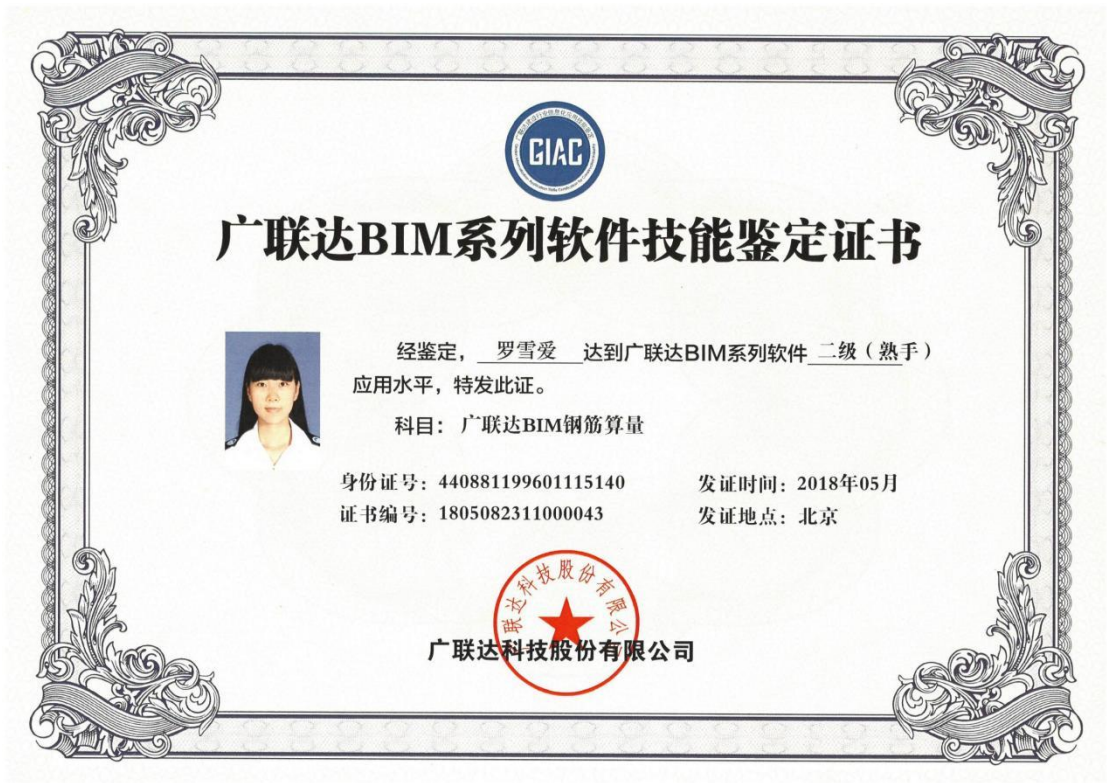 GIAC
广联达BIM系列软件技能鉴定证书
经鉴定，罗雪爱 达到广联达BIM系列软件 二级（熟手）
应用水平，特发此证。
科目：广联达BIM钢筋算量
身份证号：440881199601115140 发证时间：2018年05月
证书编号：1805082311000043 发证地点：北京
联达科技股份有限公
广联达科技股份有限公司